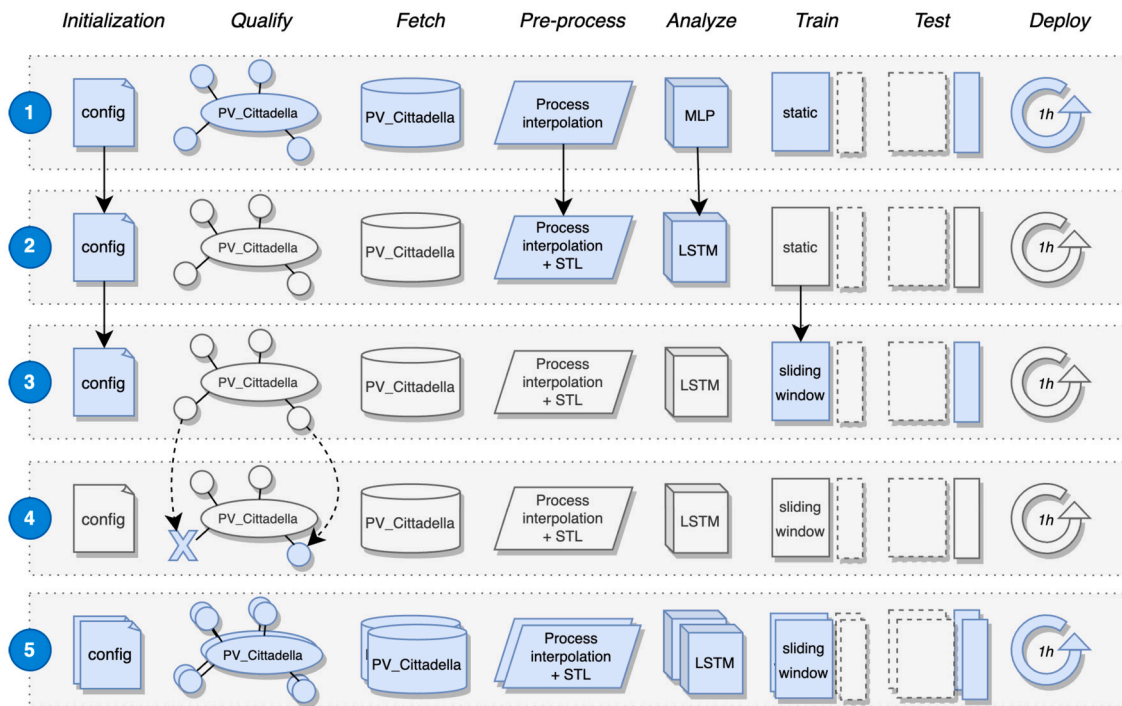 Initialization Qualify Fetch Pre-process Analyze Train Test Deploy
1
config
PV_Cittadella
PV_Cittadella
Process
interpolation
MLP
static
1h
2
config
PV_Cittadella
PV_Cittadella
Process
interpolation
+ STL
LSTM
static
1h
3
config
PV_Cittadella
PV_Cittadella
Process
interpolation
+ STL
LSTM
sliding
window
1h
4
config
PV_Cittadella
X
PV_Cittadella
Process
interpolation
+ STL
LSTM
sliding
window
1h
5
config
PV_Cittadella
PV_Cittadella
Process
interpolation
+ STL
LSTM
sliding
window
1h